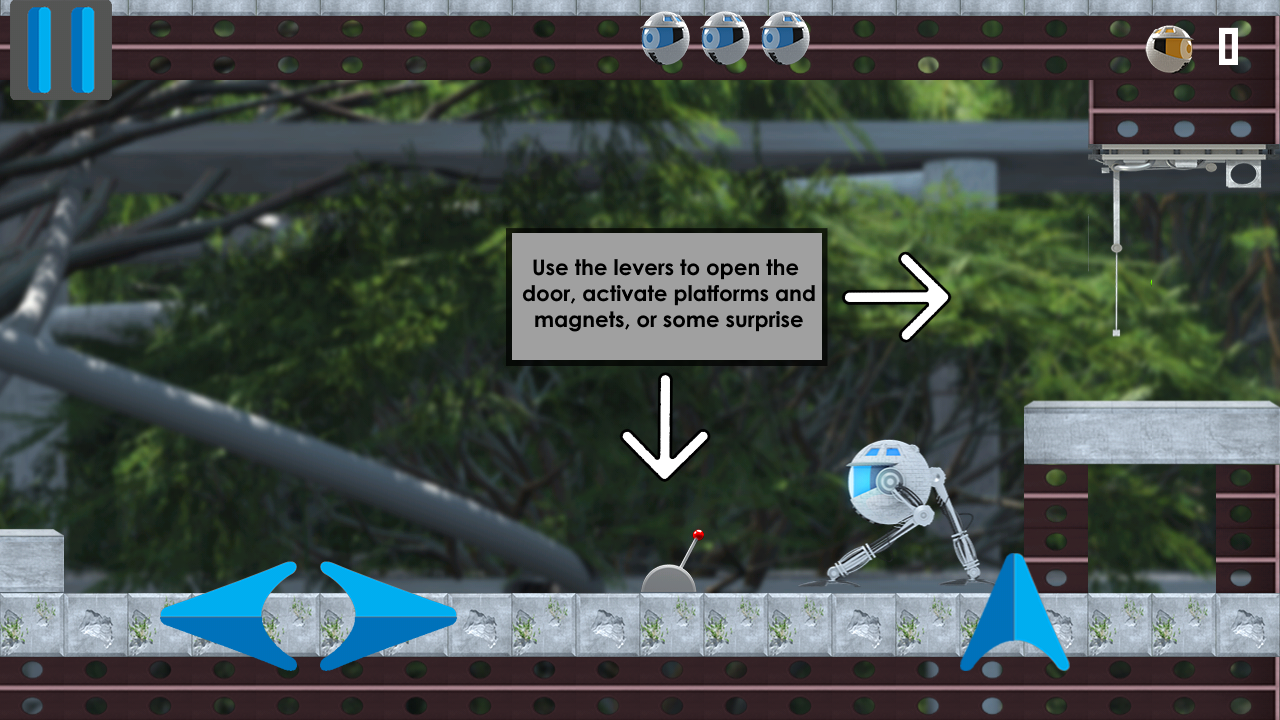 0
Use the levers to open the
door, activate platforms and
magnets, or some surprise